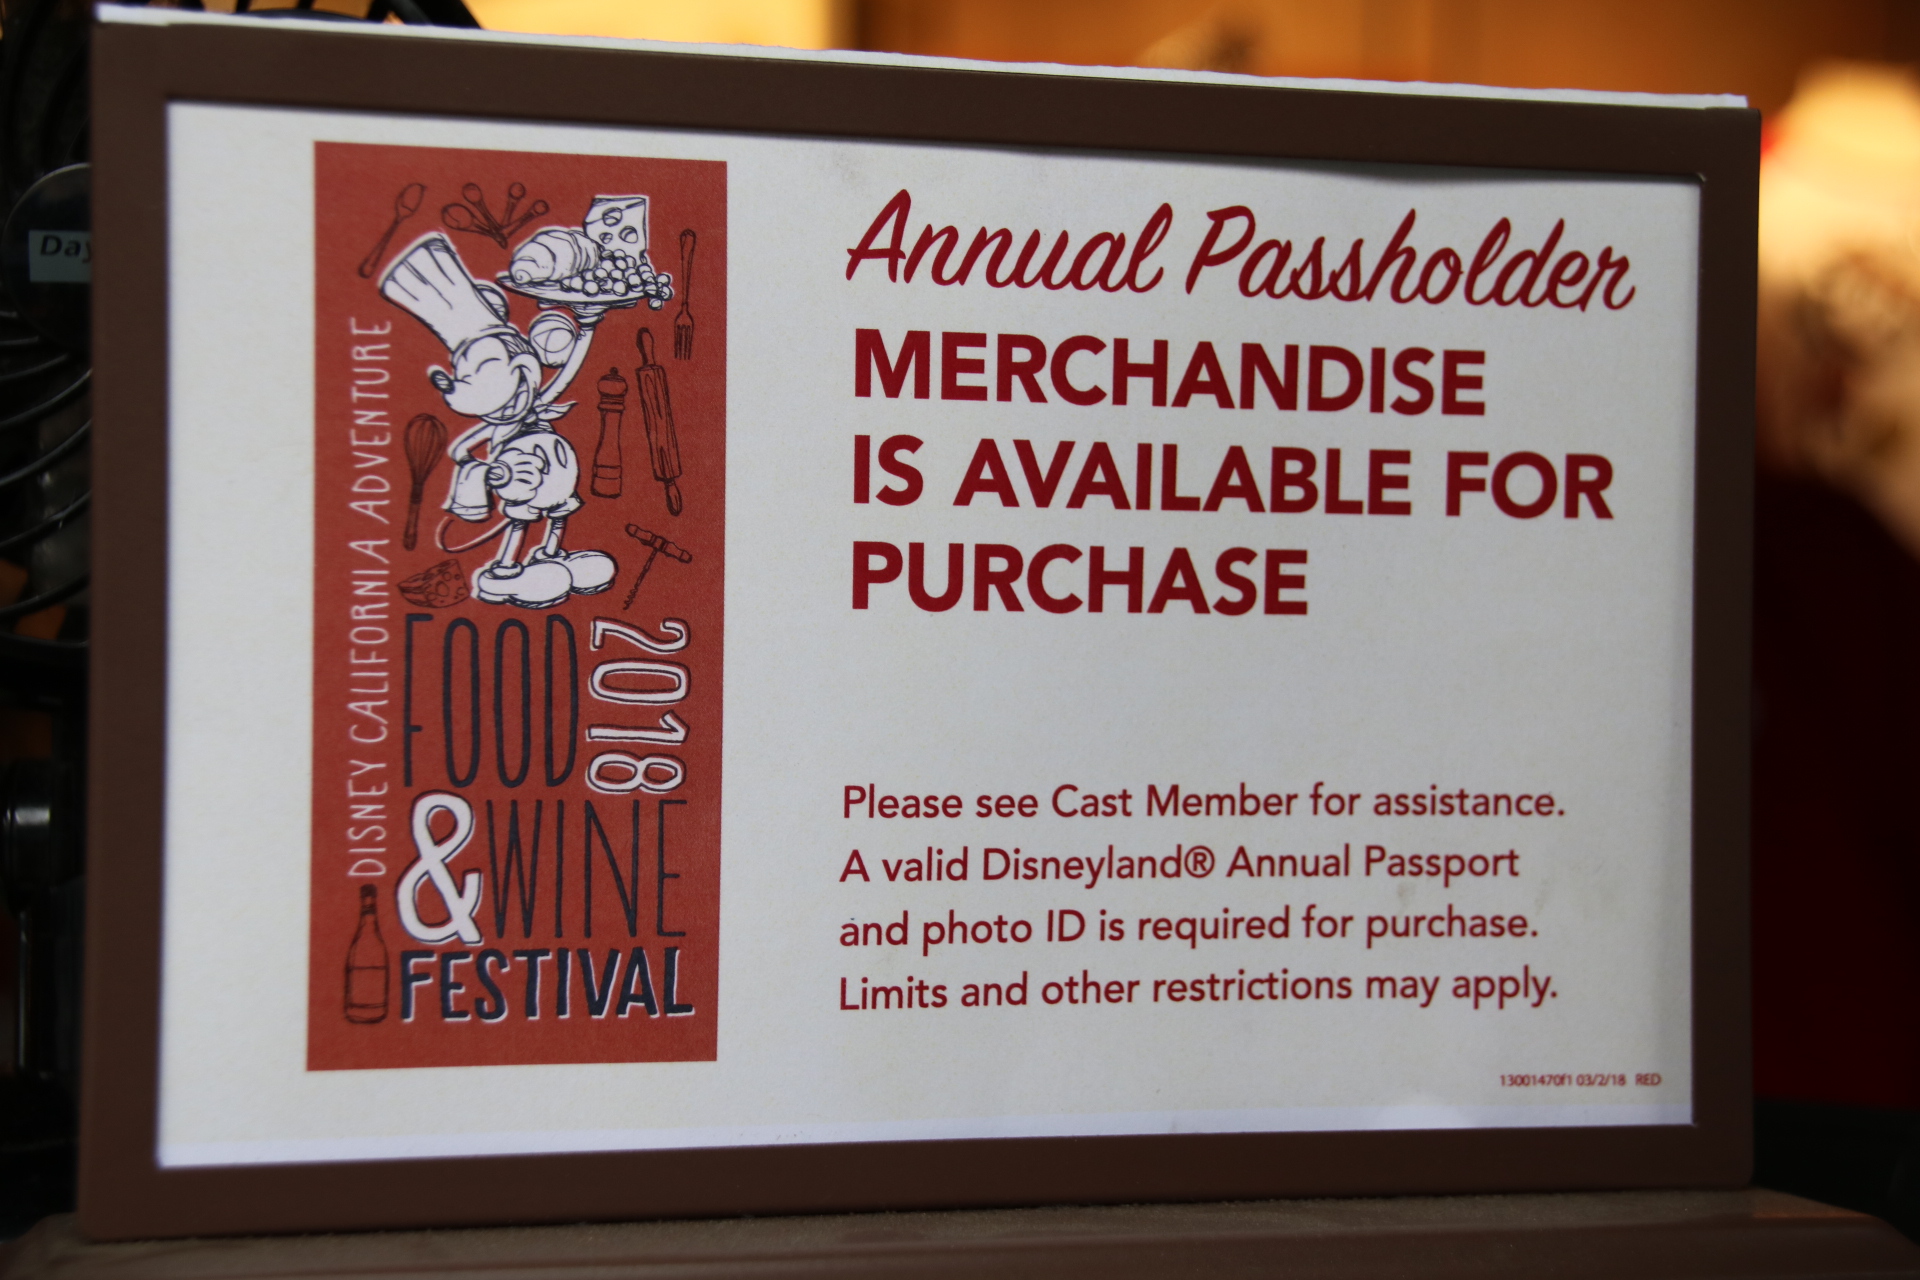 Day
DISNEY CALIFORNIA ADVENTURE
FOOD
2018
& WINE
FESTIVAL
Annual Passholder
MERCHANDISE
IS AVAILABLE FOR
PURCHASE
Please see Cast Member for assistance.
A valid Disneyland® Annual Passport
and photo ID is required for purchase.
Limits and other restrictions may apply.
13001470f1 03/2/18 RED